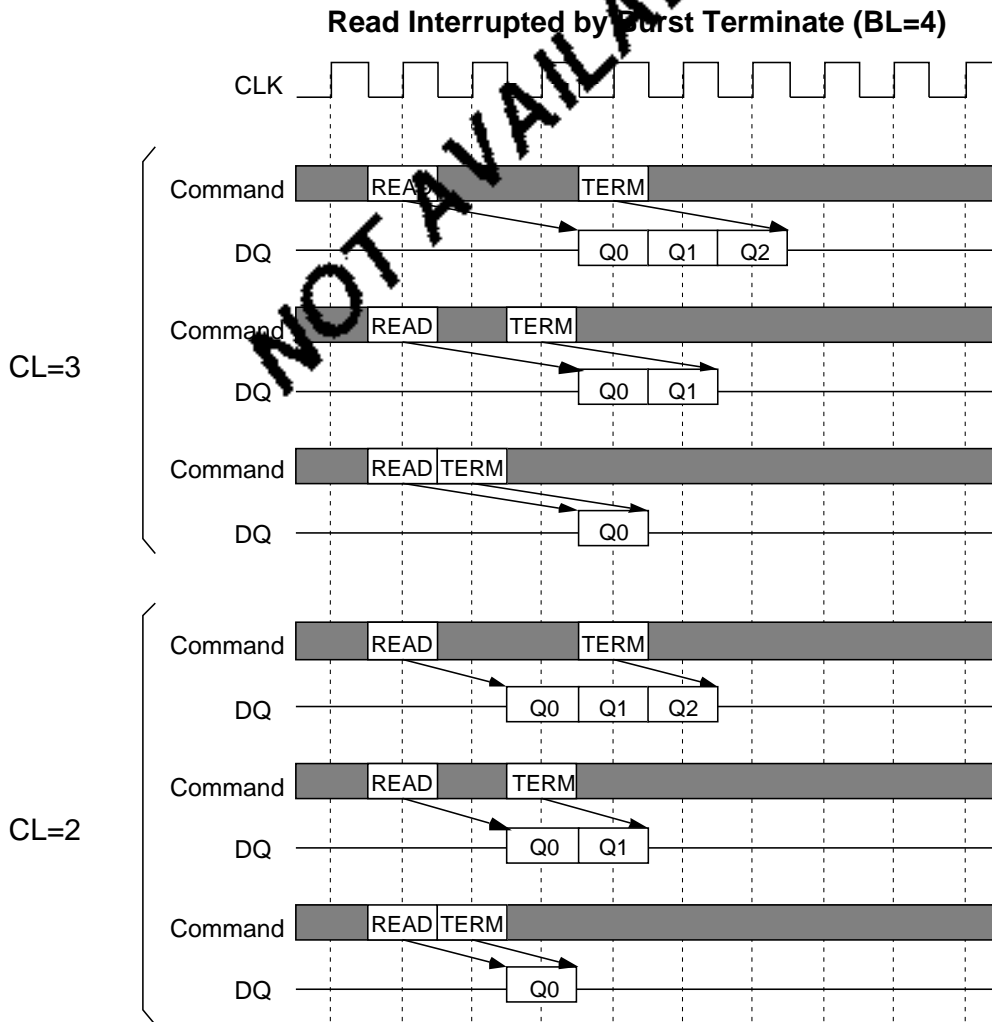 Read Interrupted by Burst Terminate (BL=4)
CLK
Command READ TERM
DQ Q0 Q1 Q2
Command READ TERM
CL=3
DQ Q0 Q1
Command READ TERM
DQ Q0
Command READ TERM
DQ Q0 Q1 Q2
Command READ TERM
CL=2
DQ Q0 Q1
Command READ TERM
DQ Q0
NOT